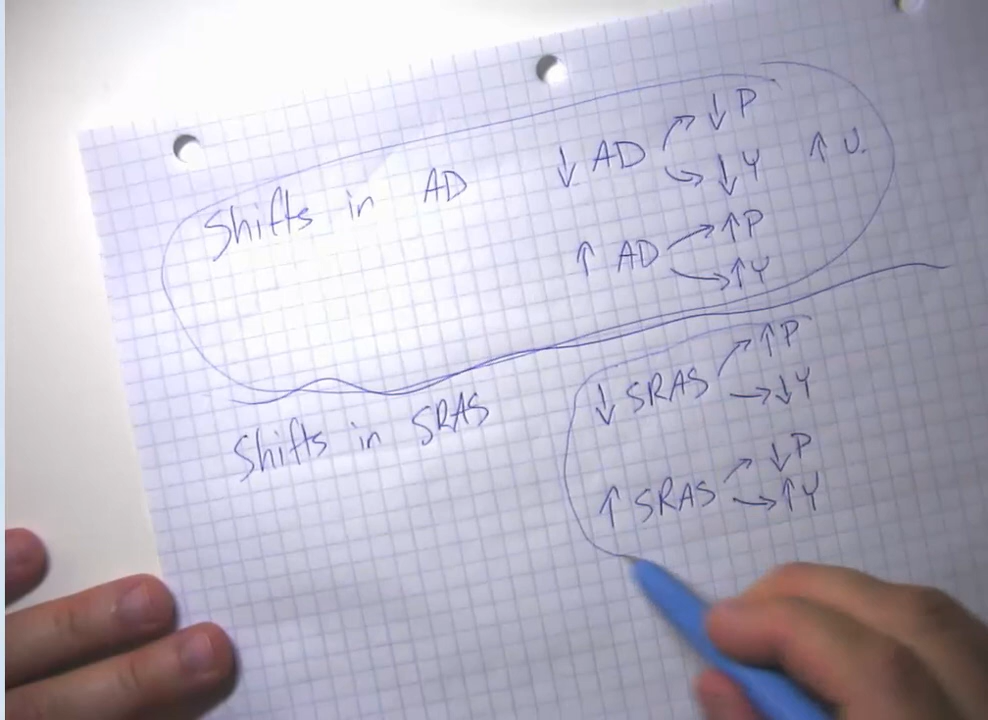 Shifts in AD
↓ AD ↗ ↓ P
↘ ↓ Y ↑ U.
↑ AD → ↑ P
→ ↑ Y
Shifts in SRAS
↓ SRAS ↗ ↑ P
→ ↓ Y
↑ SRAS ↗ ↓ P
→ ↑ Y